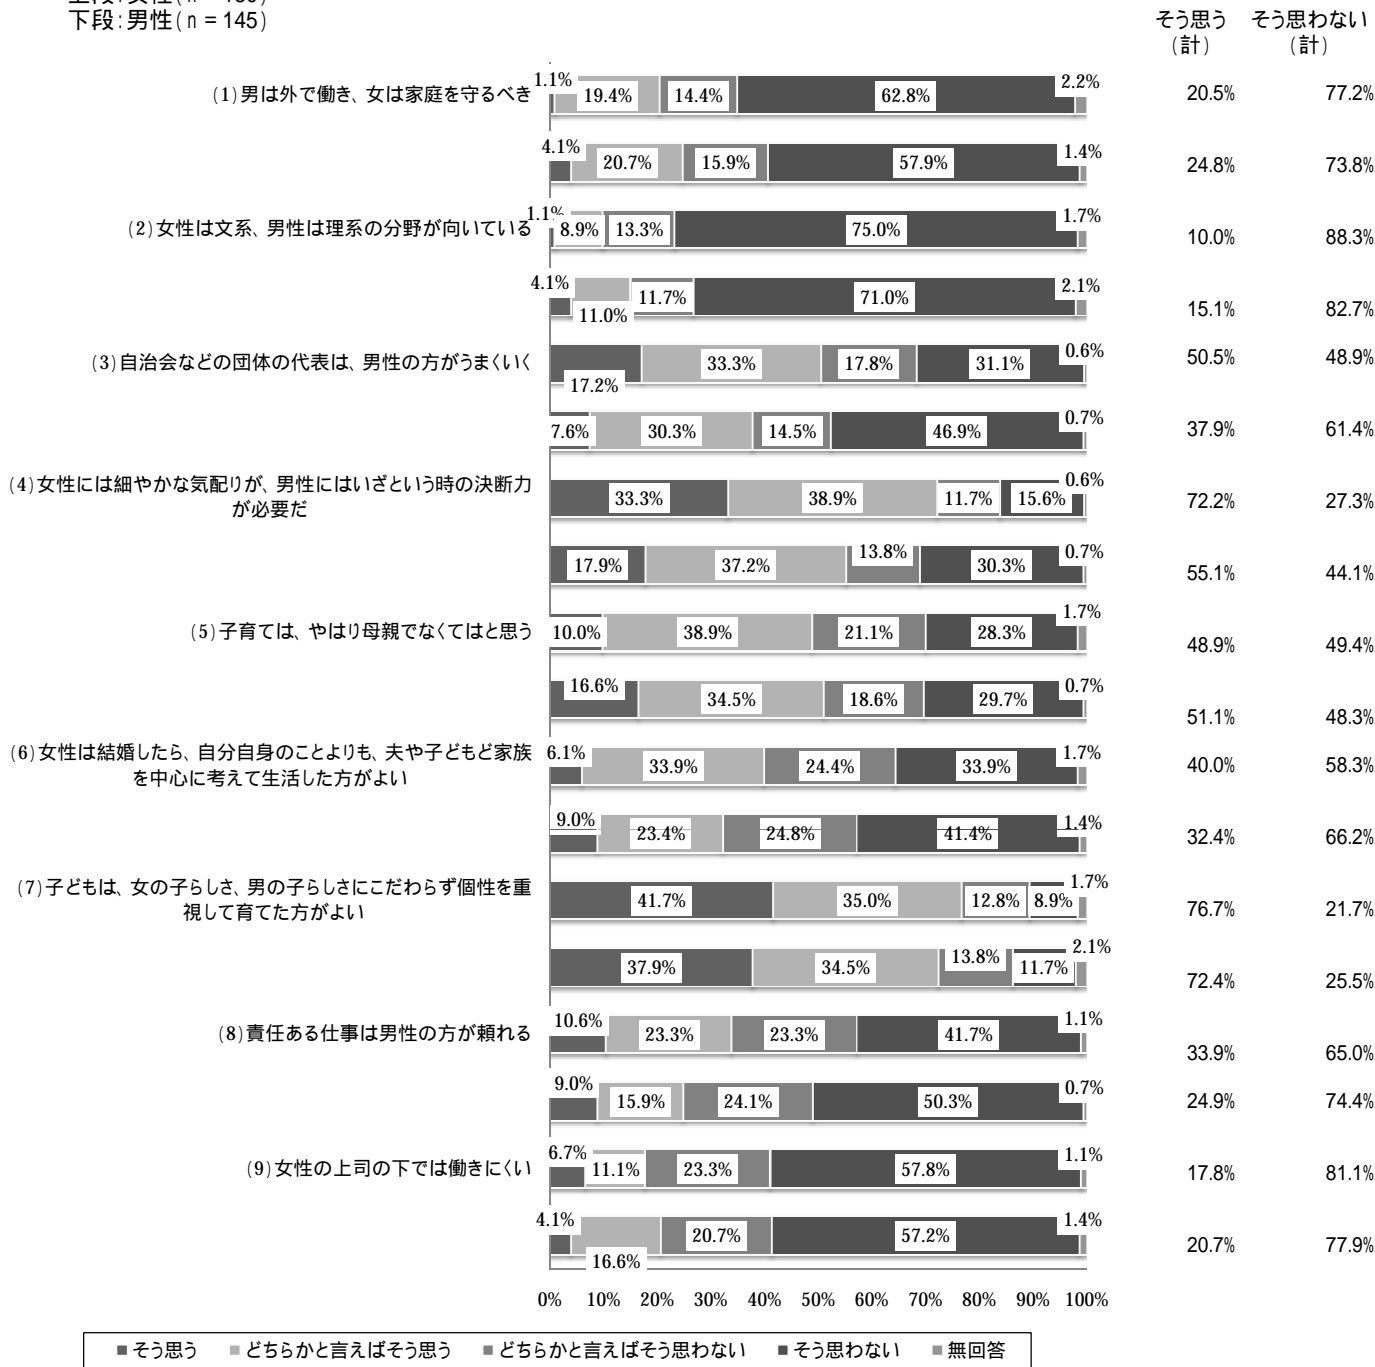 下段：男性(n = 145)
そう思う そう思わない
(計) (計)
(1)男は外で働き、女は家庭を守るべき 1.1% 19.4% 14.4% 62.8% 2.2% 20.5% 77.2%
4.1% 20.7% 15.9% 57.9% 1.4% 24.8% 73.8%
(2)女性は文系、男性は理系の分野が向いている 1.1% 8.9% 13.3% 75.0% 1.7% 10.0% 88.3%
4.1% 11.0% 11.7% 71.0% 2.1% 15.1% 82.7%
(3)自治会などの団体の代表は、男性の方がうまくいく 17.2% 33.3% 17.8% 31.1% 0.6% 50.5% 48.9%
7.6% 30.3% 14.5% 46.9% 0.7% 37.9% 61.4%
(4)女性には細やかな気配りが、男性にはいざという時の決断力
が必要だ 33.3% 38.9% 11.7% 15.6% 0.6% 72.2% 27.3%
17.9% 37.2% 13.8% 30.3% 0.7% 55.1% 44.1%
(5)子育ては、やはり母親でなくてはと思う 10.0% 38.9% 21.1% 28.3% 1.7% 48.9% 49.4%
16.6% 34.5% 18.6% 29.7% 0.7% 51.1% 48.3%
(6)女性は結婚したら、自分自身のことよりも、夫や子どもど家族
を中心に考えて生活した方がよい 6.1% 33.9% 24.4% 33.9% 1.7% 40.0% 58.3%
9.0% 23.4% 24.8% 41.4% 1.4% 32.4% 66.2%
(7)子どもは、女の子らしさ、男の子らしさにこだわらず個性を重
視して育てた方がよい 41.7% 35.0% 12.8% 8.9% 1.7% 76.7% 21.7%
37.9% 34.5% 13.8% 11.7% 2.1% 72.4% 25.5%
(8)責任ある仕事は男性の方が頼れる 10.6% 23.3% 23.3% 41.7% 1.1% 33.9% 65.0%
9.0% 15.9% 24.1% 50.3% 0.7% 24.9% 74.4%
(9)女性の上司の下では働きにくい 6.7% 11.1% 23.3% 57.8% 1.1% 17.8% 81.1%
4.1% 16.6% 20.7% 57.2% 1.4% 20.7% 77.9%
0% 10% 20% 30% 40% 50% 60% 70% 80% 90% 100%
そう思う どちらかと言えばそう思う どちらかと言えばそう思わない そう思わない 無回答